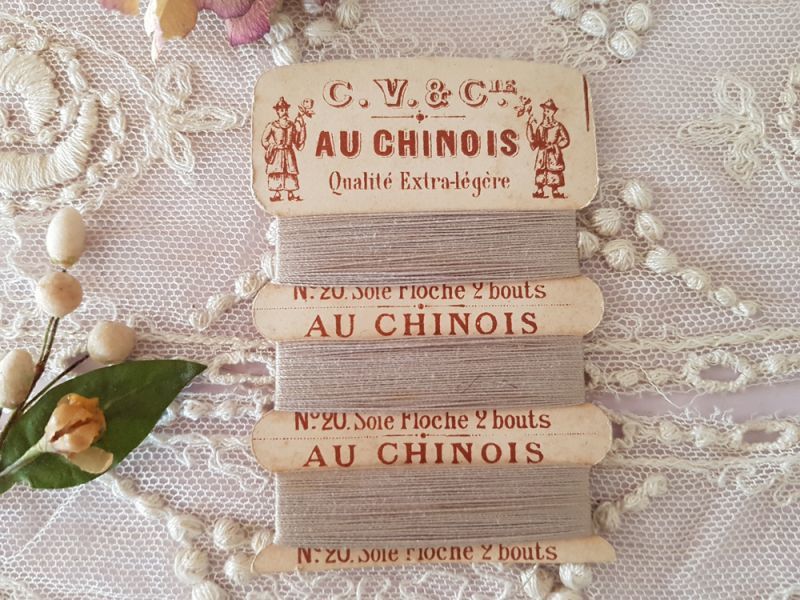 C. V. & CIE
AU CHINOIS
Qualité Extra-légère
No 20. Soie Floche 2 bouts
AU CHINOIS
No 20. Soie Floche 2 bouts
AU CHINOIS
No 20. Soie Floche 2 bouts